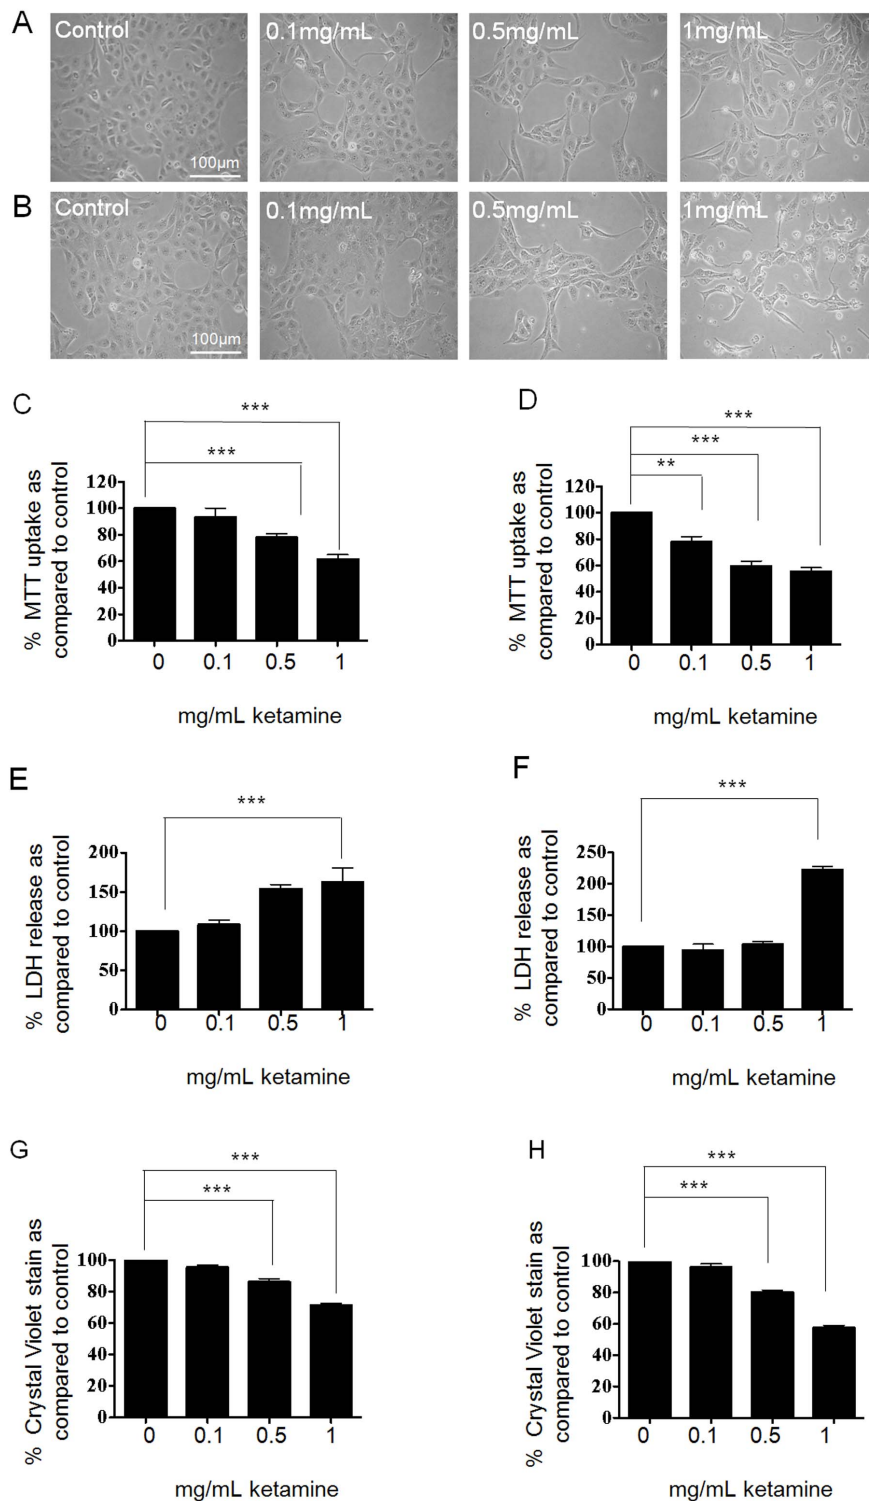 A
Control
0.1mg/mL
0.5mg/mL
1mg/mL
100µm
B
Control
0.1mg/mL
0.5mg/mL
1mg/mL
100µm
C
***
***
120
100
80
60
40
20
0
% MTT uptake as
compared to control
0 0.1 0.5 1
mg/mL ketamine
D
***
***
**
120
100
80
60
40
20
0
% MTT uptake as
compared to control
0 0.1 0.5 1
mg/mL ketamine
E
***
200
150
100
50
0
% LDH release as
compared to control
0 0.1 0.5 1
mg/mL ketamine
F
***
250
200
150
100
50
0
% LDH release as
compared to control
0 0.1 0.5 1
mg/mL ketamine
G
***
***
100
80
60
40
20
0
% Crystal Violet stain as
compared to control
0 0.1 0.5 1
mg/mL ketamine
H
***
***
100
80
60
40
20
0
% Crystal Violet stain as
compared to control
0 0.1 0.5 1
mg/mL ketamine